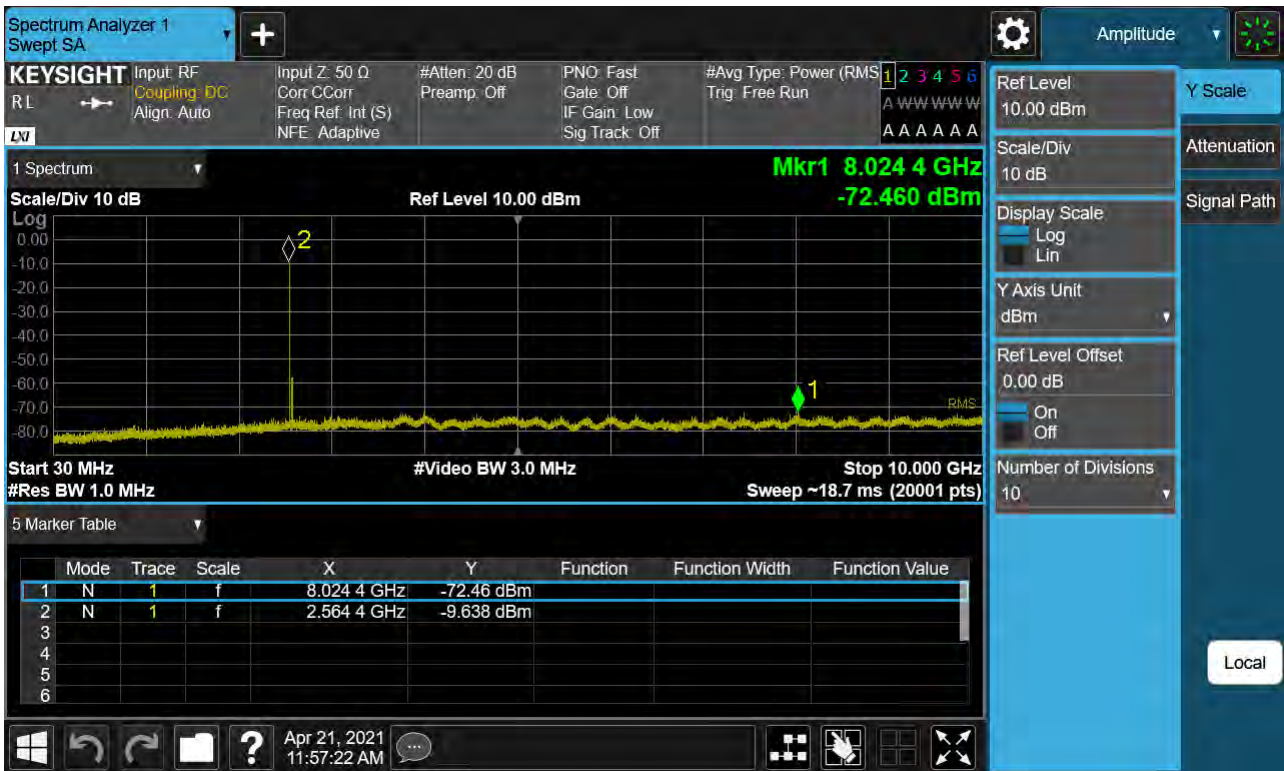 Spectrum Analyzer 1
Swept SA
Amplitude
KEYSIGHT
RL
LXI
Input: RF
Coupling: DC
Align: Auto
Input Z: 50 Ω
Corr CCorr
Freq Ref: Int (S)
NFE: Adaptive
#Atten: 20 dB
Preamp: Off
PNO: Fast
Gate: Off
IF Gain: Low
Sig Track: Off
#Avg Type: Power (RMS
Trig: Free Run
1 2 3 4 5 6
A W W W W W
A A A A A A
1 Spectrum
Mkr1 8.024 4 GHz
-72.460 dBm
Scale/Div 10 dB
Ref Level 10.00 dBm
Log
0.00
-10.0
-20.0
-30.0
-40.0
-50.0
-60.0
-70.0
-80.0
2
1
RMS
Start 30 MHz
#Video BW 3.0 MHz
Stop 10.000 GHz
#Res BW 1.0 MHz
Sweep ~18.7 ms (20001 pts)
5 Marker Table
Mode Trace Scale X Y Function Function Width Function Value
1 N 1 f 8.024 4 GHz -72.46 dBm
2 N 1 f 2.564 4 GHz -9.638 dBm
3
4
5
6
Ref Level
10.00 dBm
Scale/Div
10 dB
Display Scale
Log
Lin
Y Axis Unit
dBm
Ref Level Offset
0.00 dB
On
Off
Number of Divisions
10
Y Scale
Attenuation
Signal Path
Local
?
Apr 21, 2021
11:57:22 AM